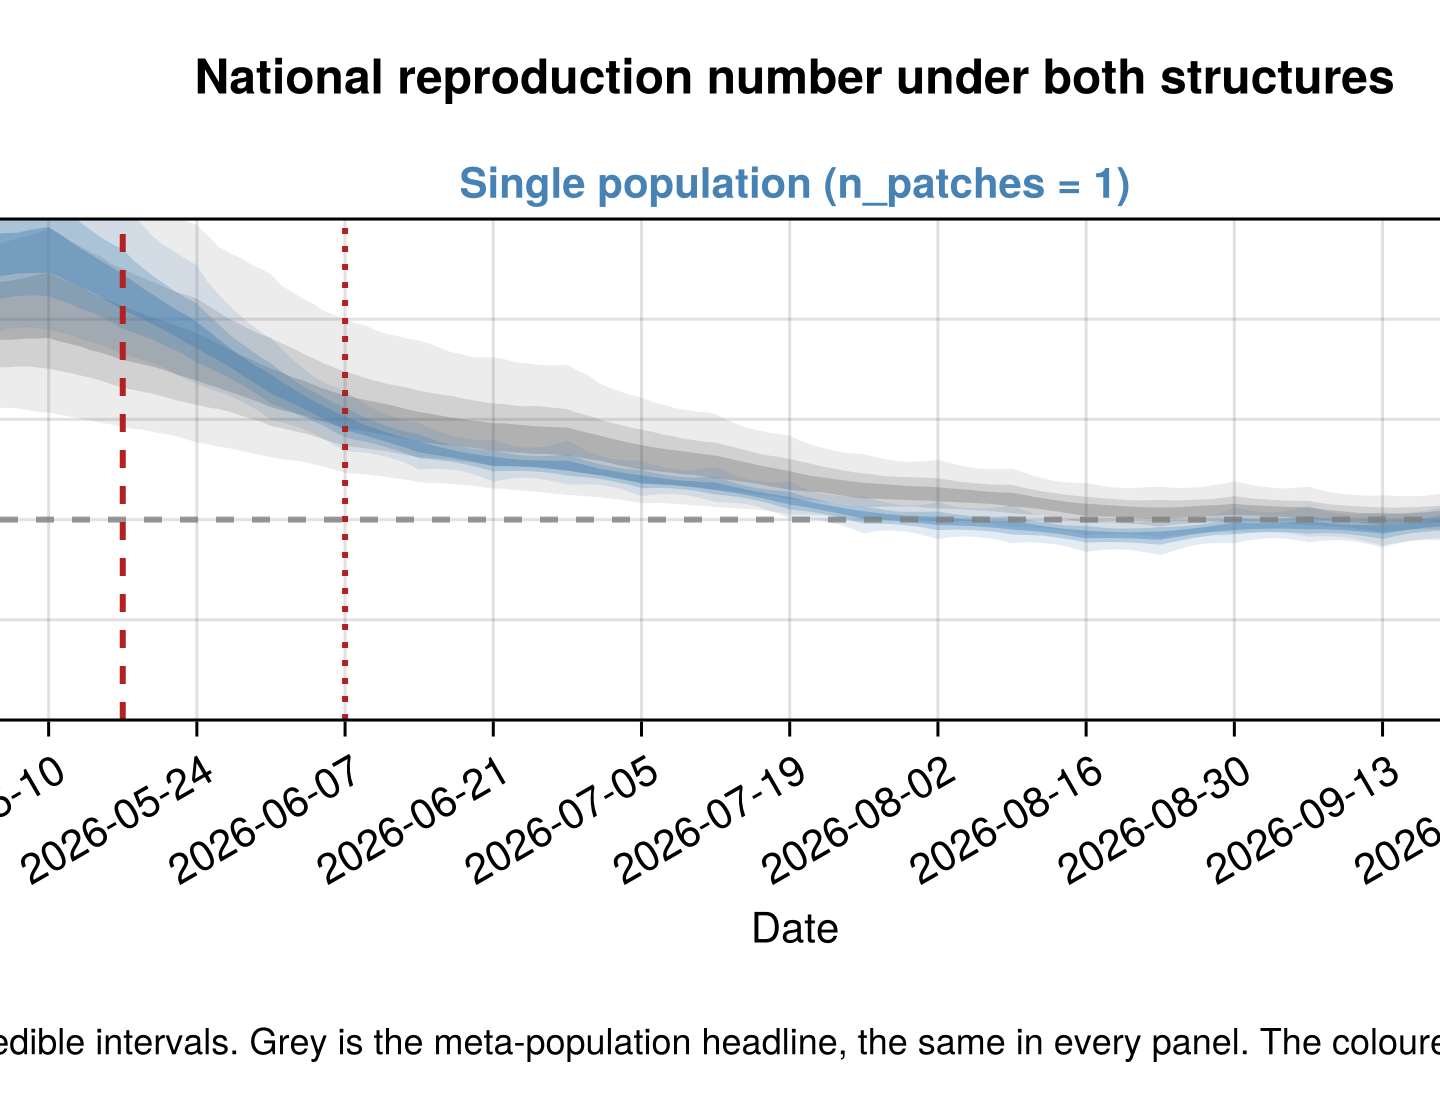 National reproduction number under both structures
Single population (n_patches = 1)
-10
2026-05-24
2026-06-07
2026-06-21
2026-07-05
2026-07-19
2026-08-02
2026-08-16
2026-08-30
2026-09-13
2026
Date
edible intervals. Grey is the meta-population headline, the same in every panel. The coloure